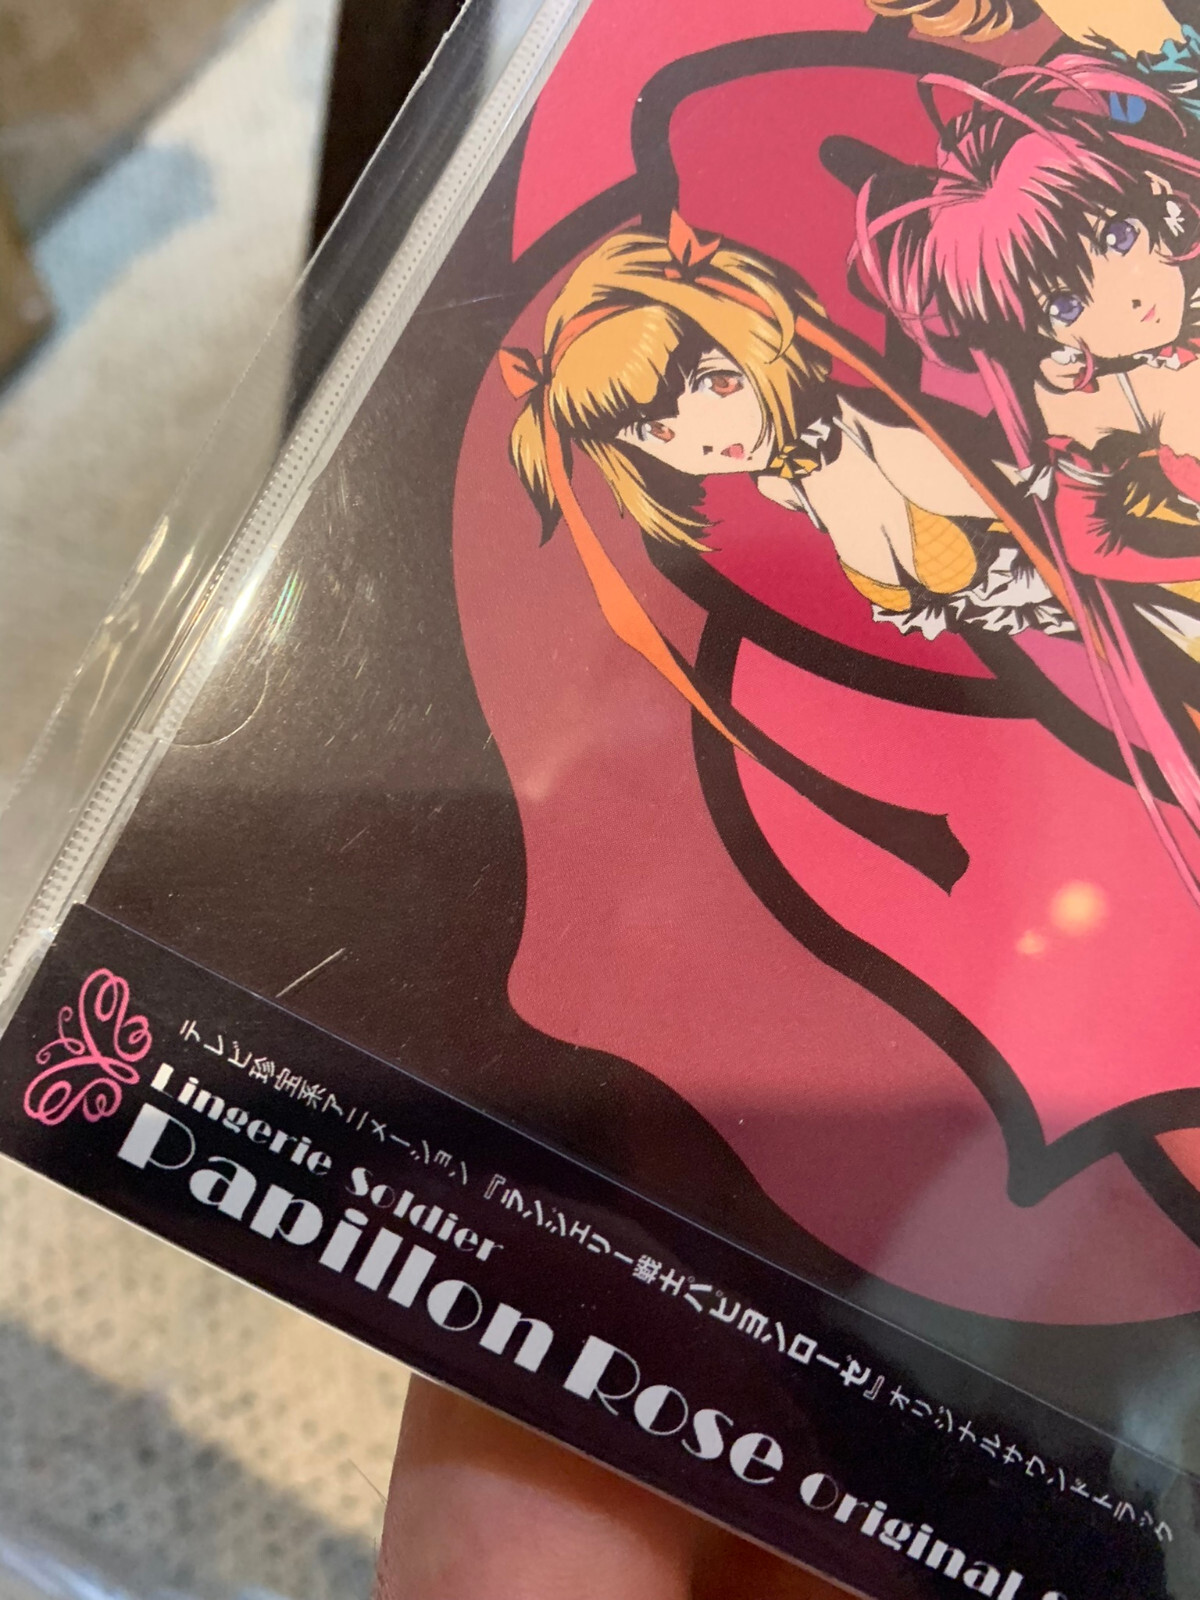 テレビ珍宝系アニメーション『ランジェリー戦士パピヨンローゼ』オリジナルサウンドトラック
Lingerie Soldier
Papillon Rose Original